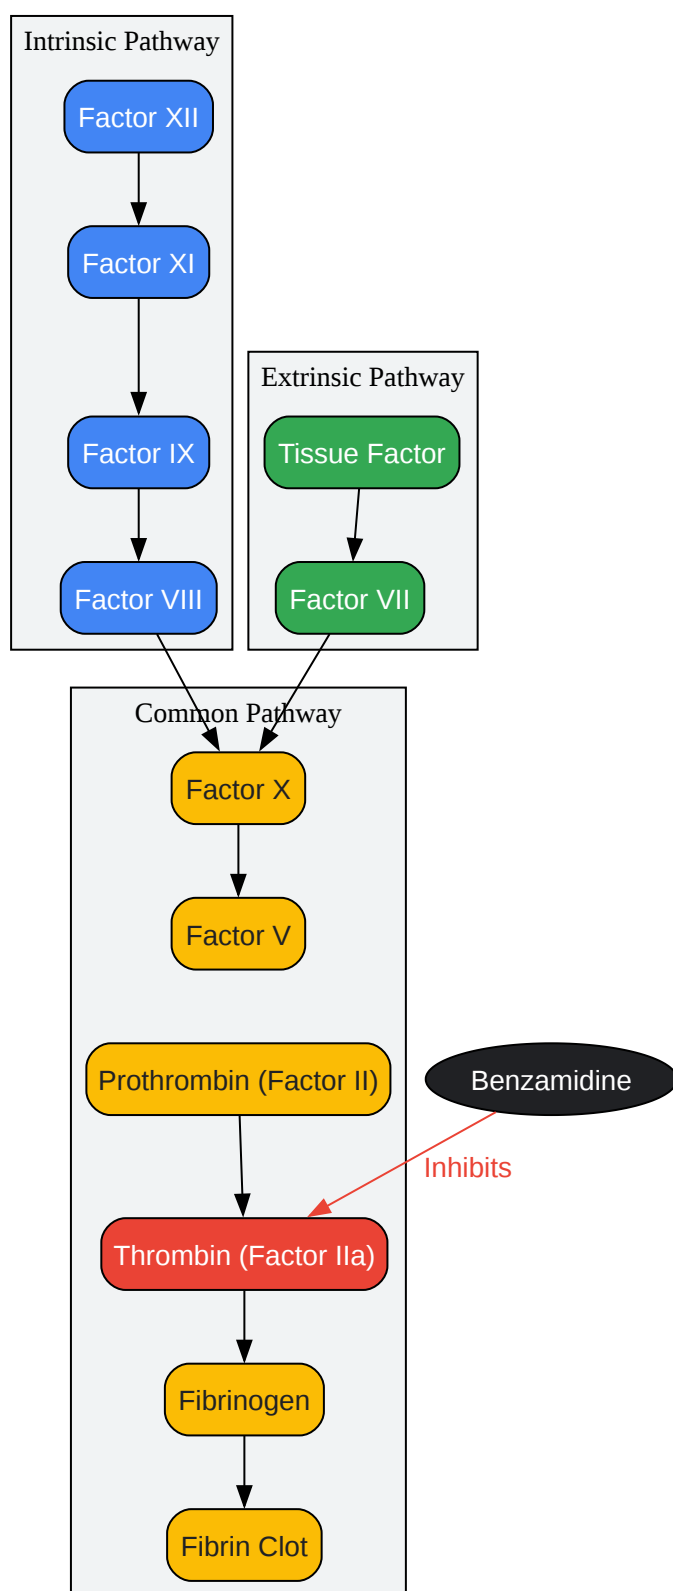 Intrinsic Pathway
Factor XII
Factor XI
Extrinsic Pathway
Factor IX
Tissue Factor
Factor VIII
Factor VII
Common Pathway
Factor X
Factor V
Prothrombin (Factor II)
Benzamidine
Inhibits
Thrombin (Factor IIa)
Fibrinogen
Fibrin Clot